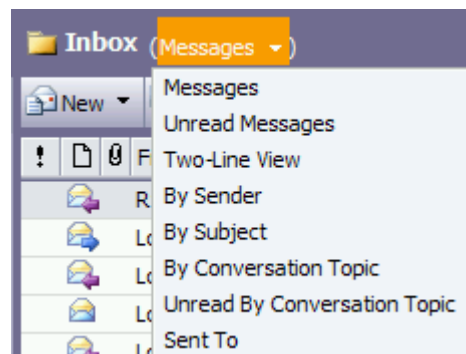 Inbox (Messages)
New
Messages
Unread Messages
Two-Line View
By Sender
By Subject
By Conversation Topic
Unread By Conversation Topic
Sent To